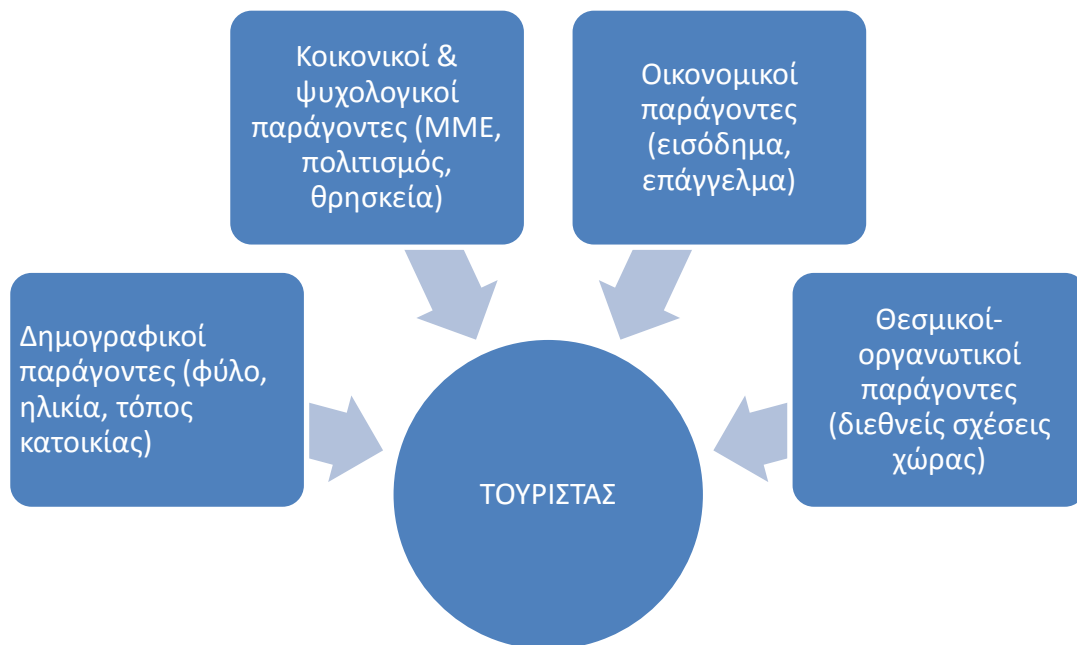 Κοικονικοί &
ψυχολογικοί
παράγοντες (ΜΜΕ,
πολιτισμός,
θρησκεία)
Οικονομικοί
παράγοντες
(εισόδημα,
επάγγελμα)
Δημογραφικοί
παράγοντες (φύλο,
ηλικία, τόπος
κατοικίας)
Θεσμικοί-
οργανωτικοί
παράγοντες
(διεθνείς σχέσεις
χώρας)
ΤΟΥΡΙΣΤΑΣ